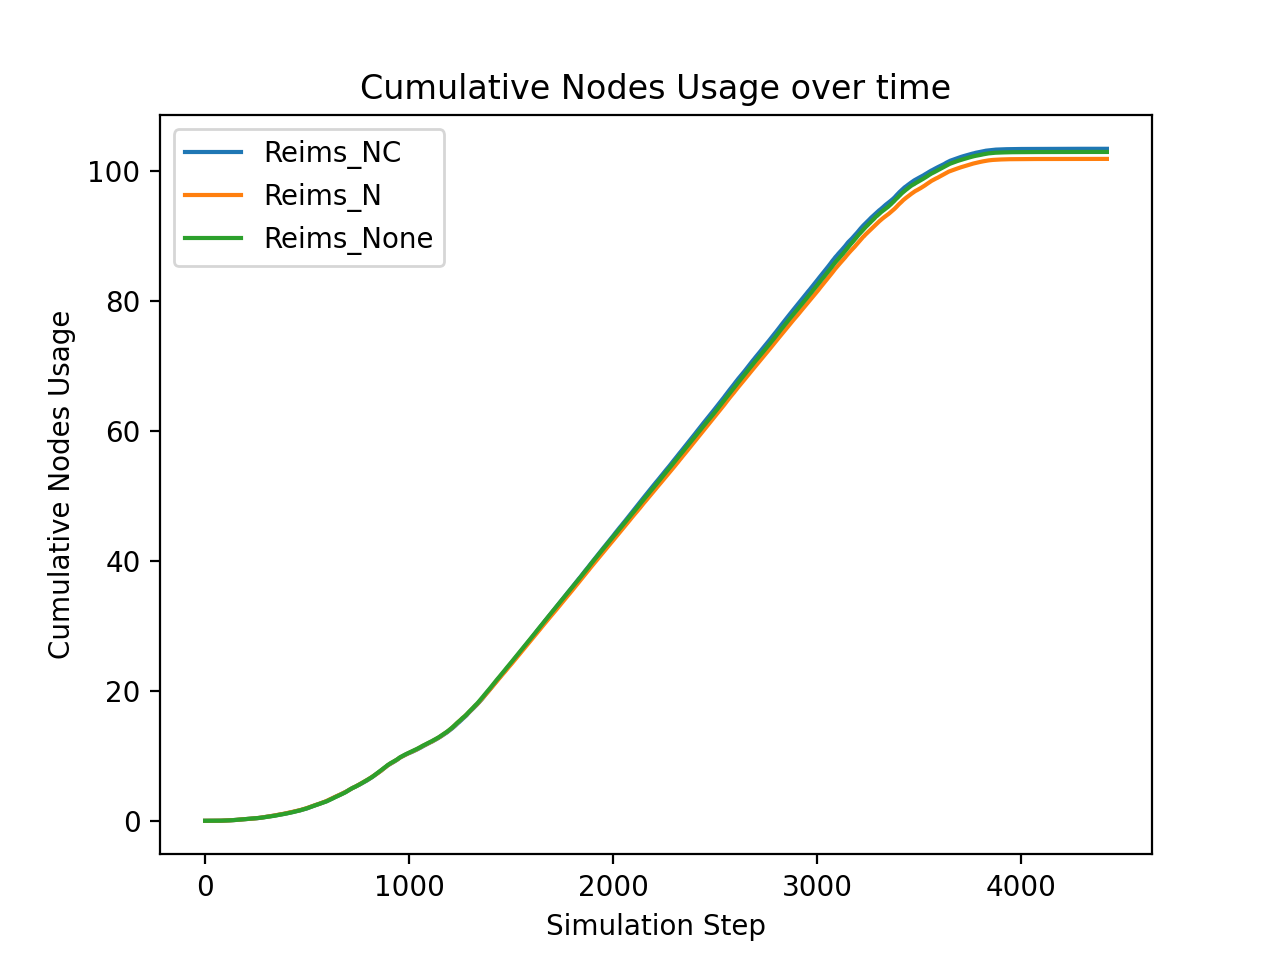 Cumulative Nodes Usage over time
Reims_NC
Reims_N
Reims_None
Cumulative Nodes Usage
100
80
60
40
20
0
0 1000 2000 3000 4000
Simulation Step